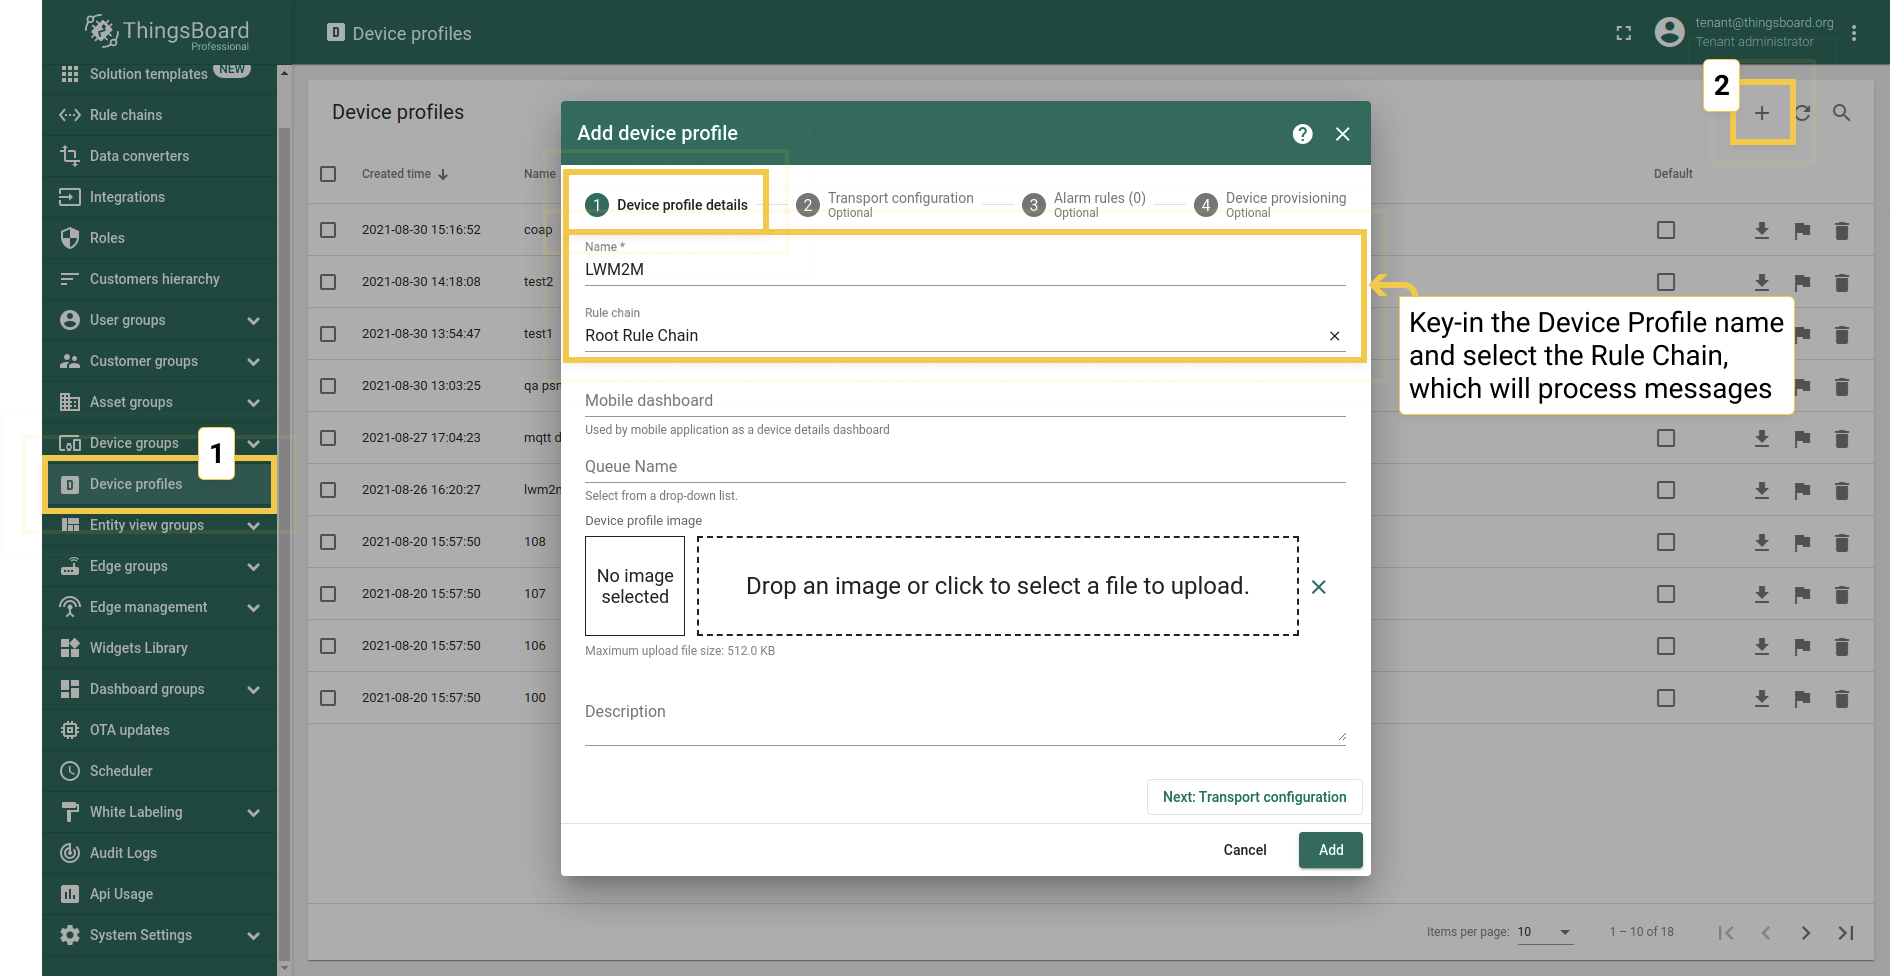 ThingsBoard
Professional
Device profiles
tenant@thingsboard.org
Tenant administrator
Solution templates NEW
Rule chains
Data converters
Integrations
Roles
Customers hierarchy
User groups
Customer groups
Asset groups
Device groups
1
Device profiles
Entity view groups
Edge groups
Edge management
Widgets Library
Dashboard groups
OTA updates
Scheduler
White Labeling
Audit Logs
Api Usage
System Settings
Device profiles
2
Created time
Name
Default
2021-08-30 15:16:52 coap
2021-08-30 14:18:08 test2
2021-08-30 13:54:47 test1
2021-08-30 13:03:25 qa
2021-08-27 17:04:23 mqtt
2021-08-26 16:20:27
2021-08-20 15:57:50 108
2021-08-20 15:57:50 107
2021-08-20 15:57:50 106
2021-08-20 15:57:50 100
Add device profile
?
1 Device profile details
2 Transport configuration
Optional
3 Alarm rules (0)
Optional
4 Device provisioning
Optional
Name *
LWM2M
Rule chain
Root Rule Chain
Key-in the Device Profile name
and select the Rule Chain,
which will process messages
Mobile dashboard
Used by mobile application as a device details dashboard
Queue Name
Select from a drop-down list.
Device profile image
No image
selected
Drop an image or click to select a file to upload.
Maximum upload file size: 512.0 KB
Description
Next: Transport configuration
Cancel
Add
Items per page: 10
1 – 10 of 18